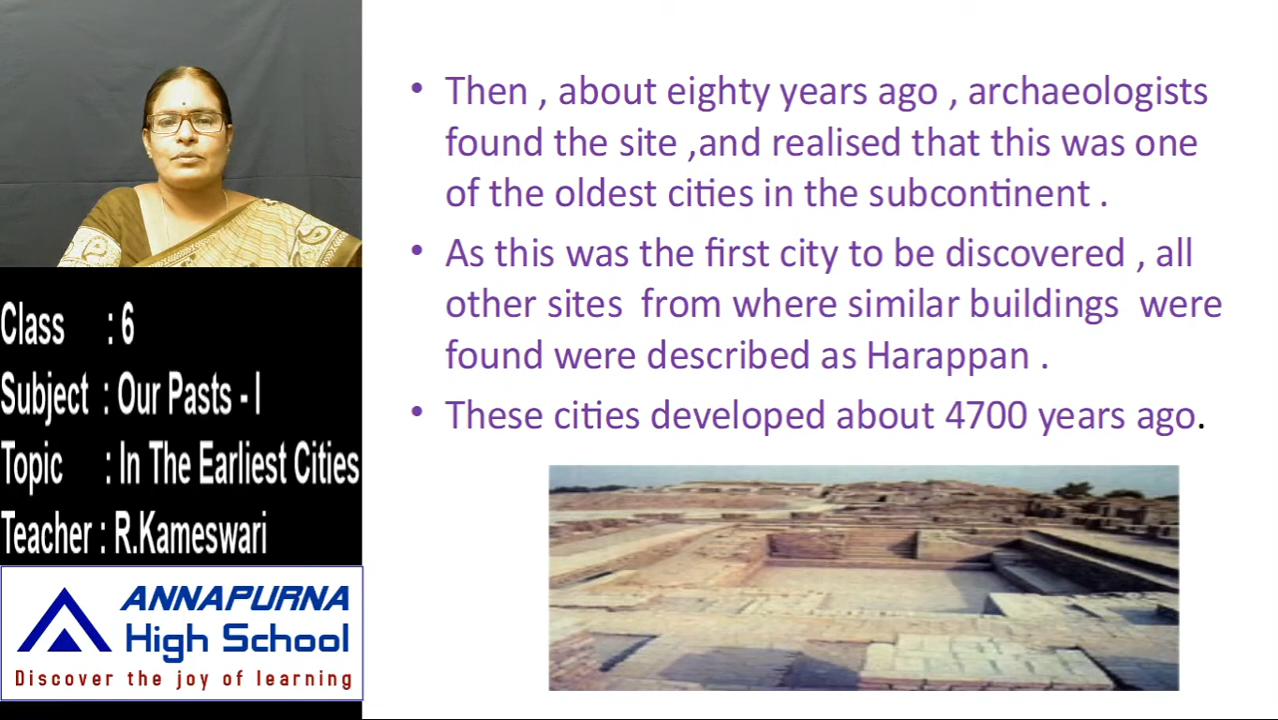 • Then , about eighty years ago , archaeologists
found the site ,and realised that this was one
of the oldest cities in the subcontinent .
• As this was the first city to be discovered , all
other sites from where similar buildings were
found were described as Harappan .
• These cities developed about 4700 years ago.
Class : 6
Subject : Our Pasts - I
Topic : In The Earliest Cities
Teacher : R.Kameswari
ANNAPURNA
High School
Discover the joy of learning